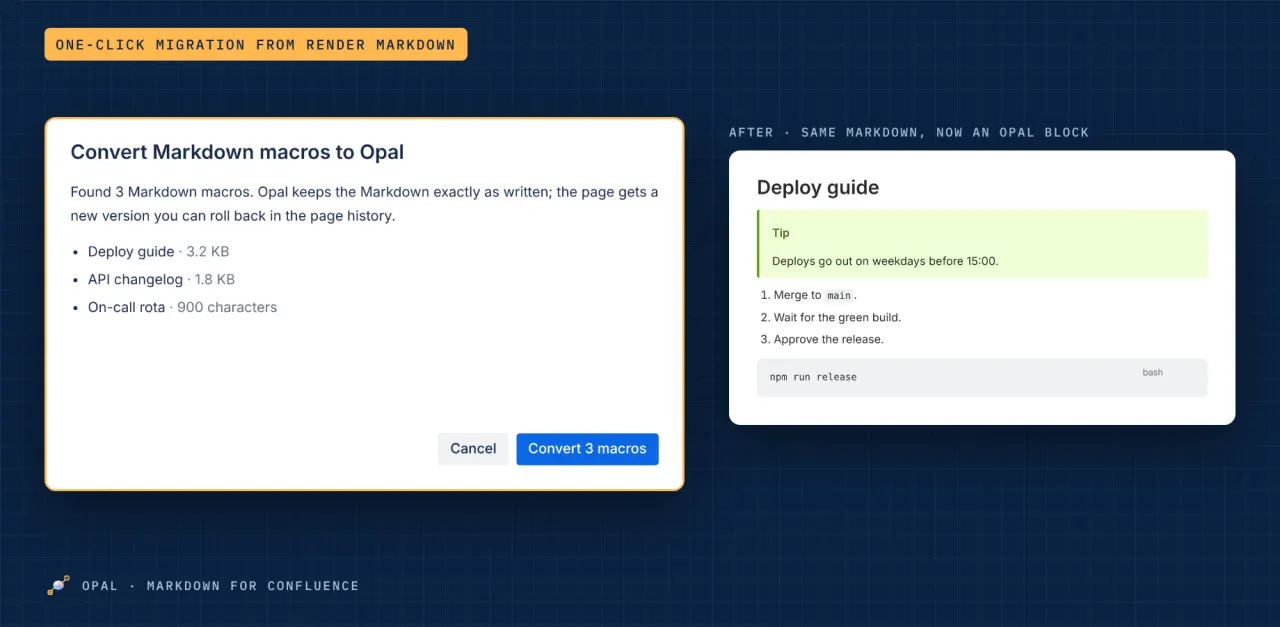 ONE-CLICK MIGRATION FROM RENDER MARKDOWN
Convert Markdown macros to Opal
Found 3 Markdown macros. Opal keeps the Markdown exactly as written; the page gets a
new version you can roll back in the page history.
• Deploy guide · 3.2 KB
• API changelog · 1.8 KB
• On-call rota · 900 characters
Cancel
Convert 3 macros
AFTER · SAME MARKDOWN, NOW AN OPAL BLOCK
Deploy guide
Tip
Deploys go out on weekdays before 15:00.
1. Merge to main.
2. Wait for the green build.
3. Approve the release.
npm run release
bash
OPAL · MARKDOWN FOR CONFLUENCE